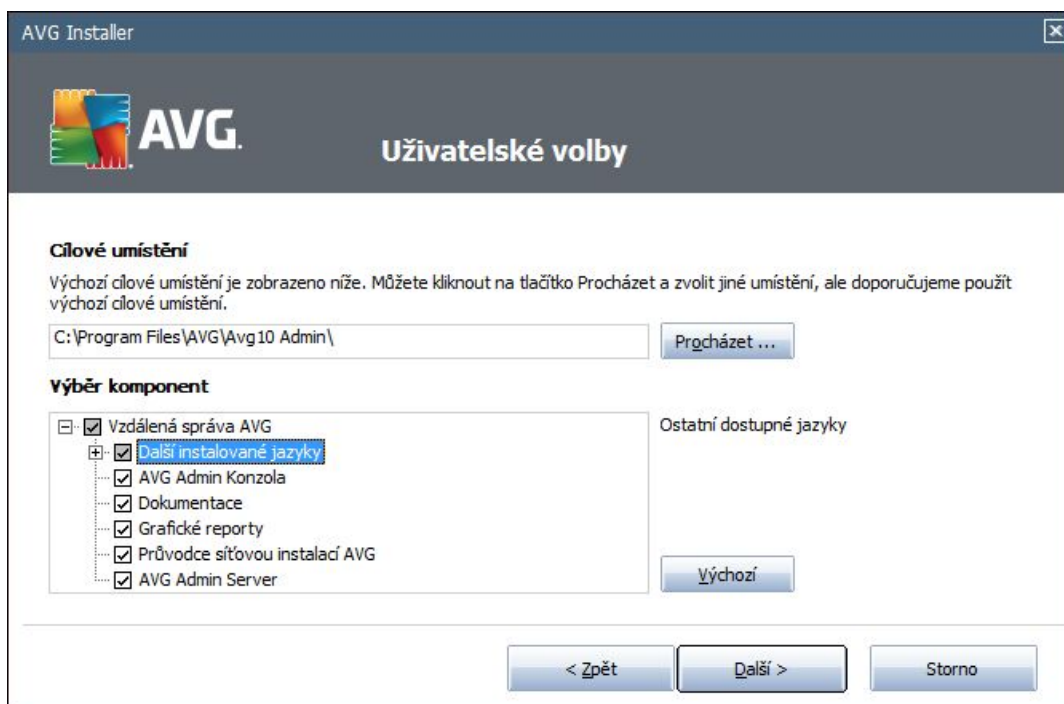 AVG Installer
AVG.
Uživatelské volby
Cílové umístění
Výchozí cílové umístění je zobrazeno níže. Můžete kliknout na tlačítko Procházet a zvolit jiné umístění, ale doporučujeme použít
výchozí cílové umístění.
C:\Program Files\AVG\Avg10 Admin\
Procházet ...
Výběr komponent
Vzdálená správa AVG
Ostatní dostupné jazyky
Další instalované jazyky
AVG Admin Konzola
Dokumentace
Grafické reporty
Průvodce síťovou instalací AVG
AVG Admin Server
Výchozí
< Zpět
Další >
Storno